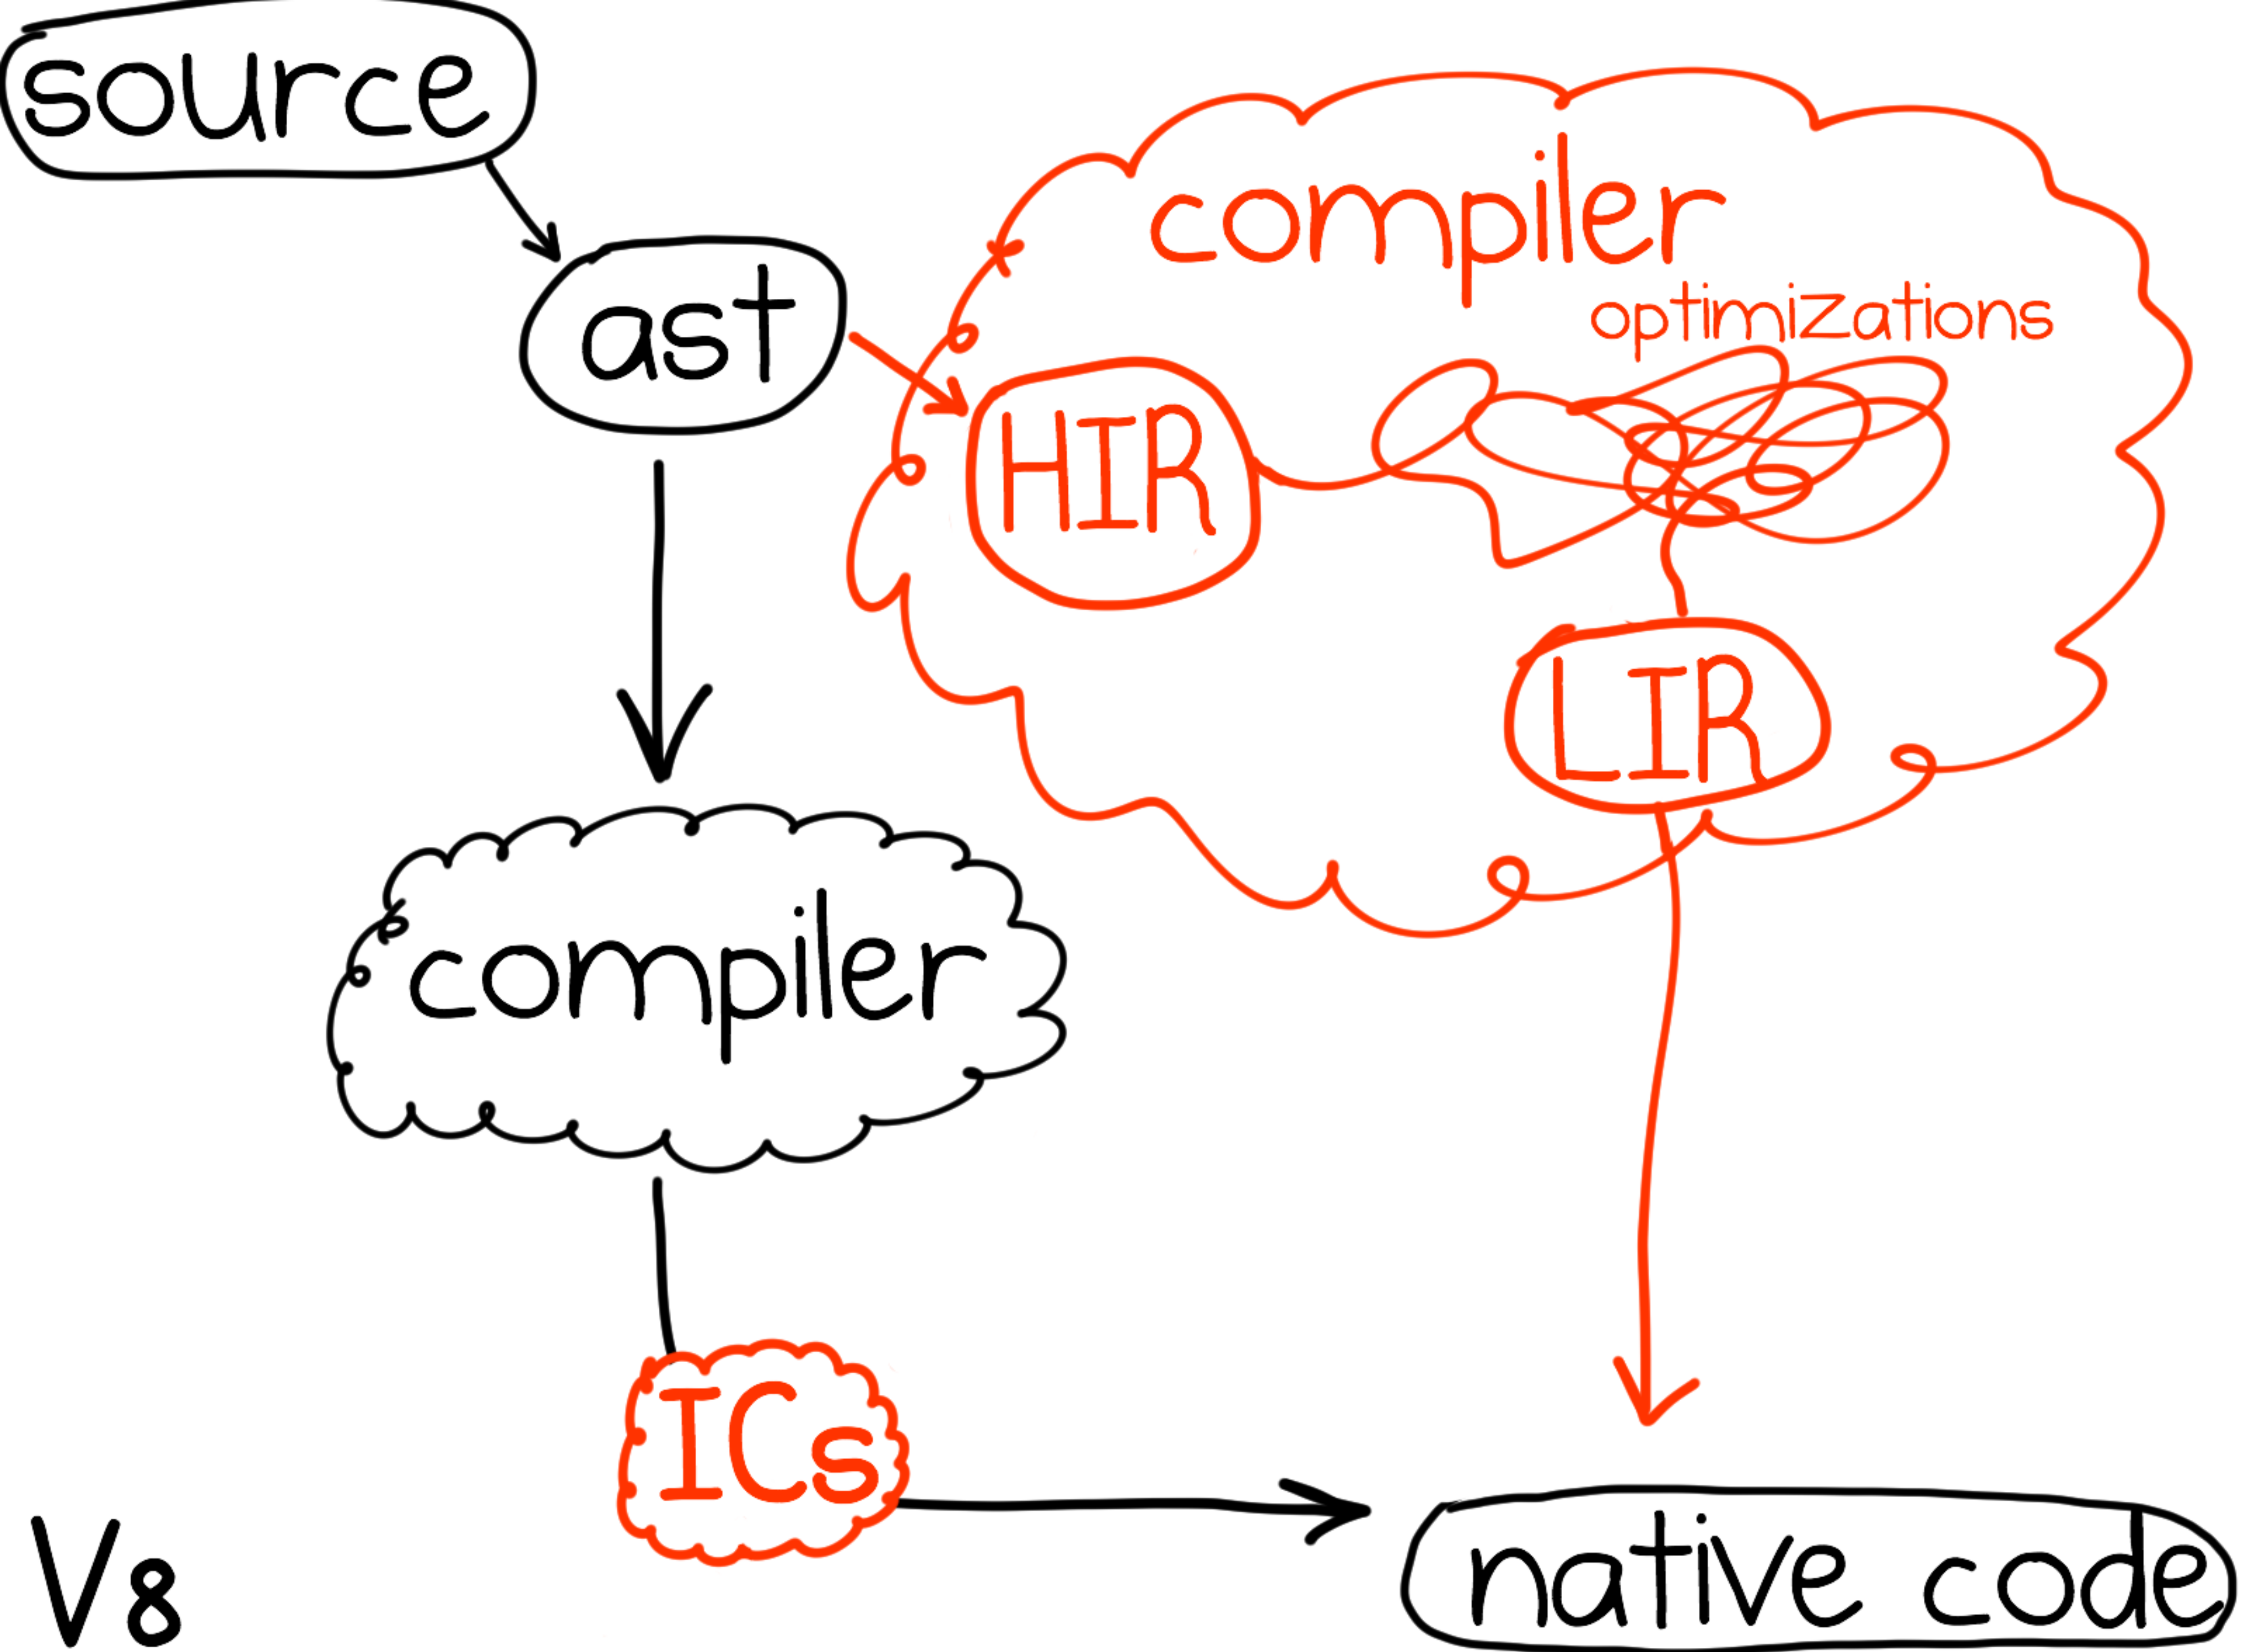 source
ast
compiler
optimizations
HIR
LIR
compiler
ICs
native code
V8